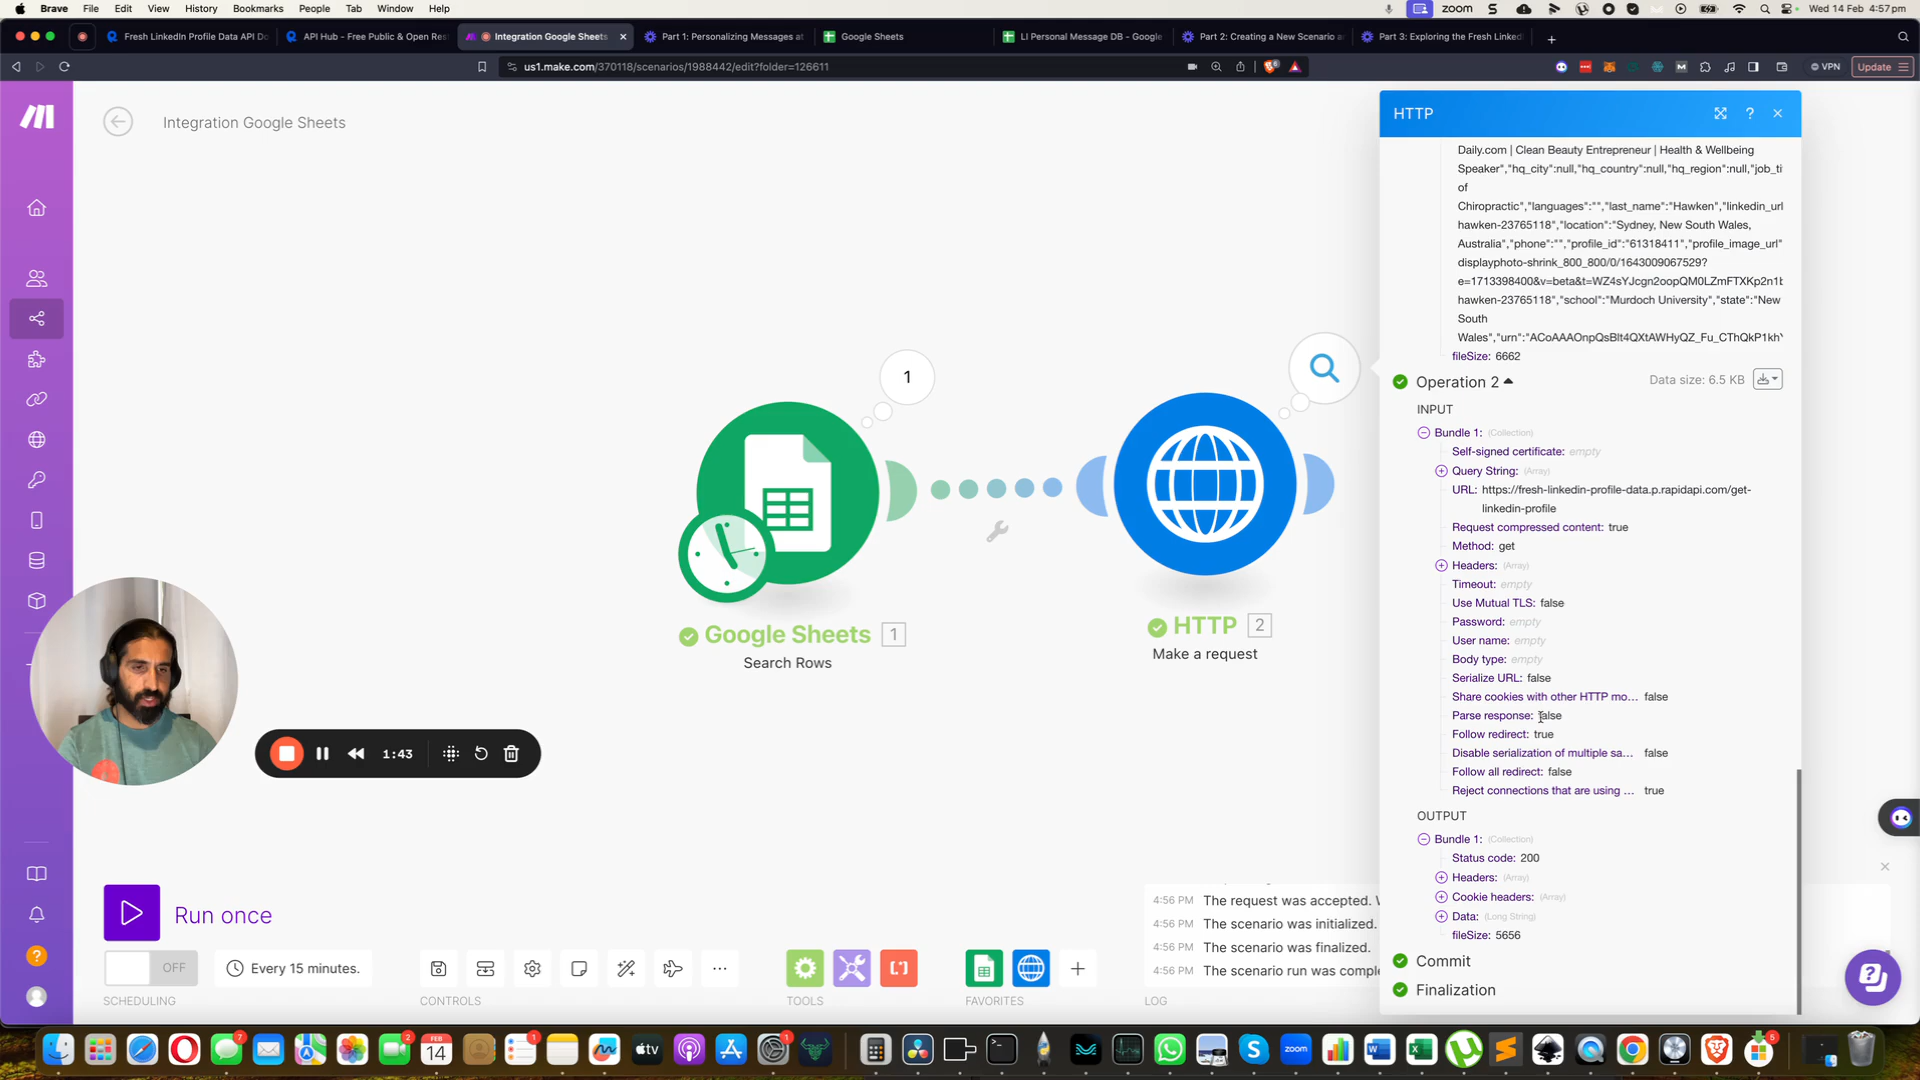 Brave File Edit View History Bookmarks People Tab Window Help
zoom
Wed 14 Feb 4:57 pm
Fresh LinkedIn Profile Data API Do
API Hub - Free Public & Open Rest
Integration Google Sheets
Part 1: Personalizing Messages at
Google Sheets
LI Personal Message DB - Google
Part 2: Creating a New Scenario an
Part 3: Exploring the Fresh Linked
us1.make.com/370118/scenarios/1988442/edit?folder=126611
VPN
Update
Integration Google Sheets
HTTP
Daily.com | Clean Beauty Entrepreneur | Health & Wellbeing
Speaker","hq_city":null,"hq_country":null,"hq_region":null,"job_ti
of
Chiropractic","languages":"","last_name":"Hawken","linkedin_url
hawken-23765118","location":"Sydney, New South Wales,
Australia","phone":"","profile_id":"61318411","profile_image_url"
displayphoto-shrink_800_800/0/1643009067529?
e=1713398400&v=beta&t=WZ4sYJcgn2oopQM0LZmFTXKp2n1b
hawken-23765118","school":"Murdoch University","state":"New
South
Wales","urn":"ACoAAAOnpQsBlt4QXtAWHyQZ_Fu_CThQkP1khY
fileSize: 6662
Operation 2
Data size: 6.5 KB
INPUT
Bundle 1: (Collection)
Self-signed certificate: empty
Query String: (Array)
URL: https://fresh-linkedin-profile-data.p.rapidapi.com/get-
linkedin-profile
Request compressed content: true
Method: get
Headers: (Array)
Timeout: empty
Use Mutual TLS: false
Password: empty
User name: empty
Body type: empty
Serialize URL: false
Share cookies with other HTTP mo... false
Parse response: false
Follow redirect: true
Disable serialization of multiple sa... false
Follow all redirect: false
Reject connections that are using ... true
OUTPUT
Bundle 1: (Collection)
Status code: 200
Headers: (Array)
Cookie headers: (Array)
Data: (Long String)
fileSize: 5656
Commit
Finalization
1
Google Sheets 1
Search Rows
HTTP 2
Make a request
1:43
Run once
OFF
Every 15 minutes.
SCHEDULING
CONTROLS
TOOLS
FAVORITES
LOG
4:56 PM The request was accepted. W
4:56 PM The scenario was initialized.
4:56 PM The scenario was finalized.
4:56 PM The scenario run was comple